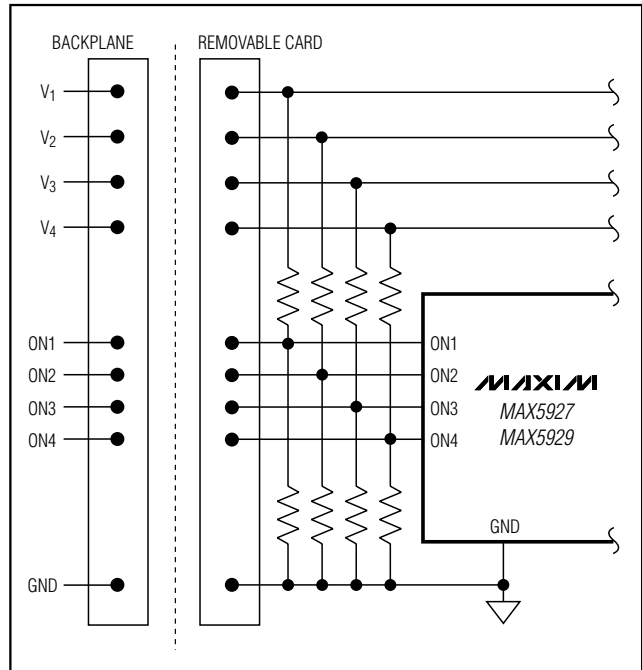 BACKPLANE
REMOVABLE CARD
V1
V2
V3
V4
ON1
ON2
ON3
ON4
GND
ON1
ON2
ON3
ON4
MAXIM
MAX5927
MAX5929
GND